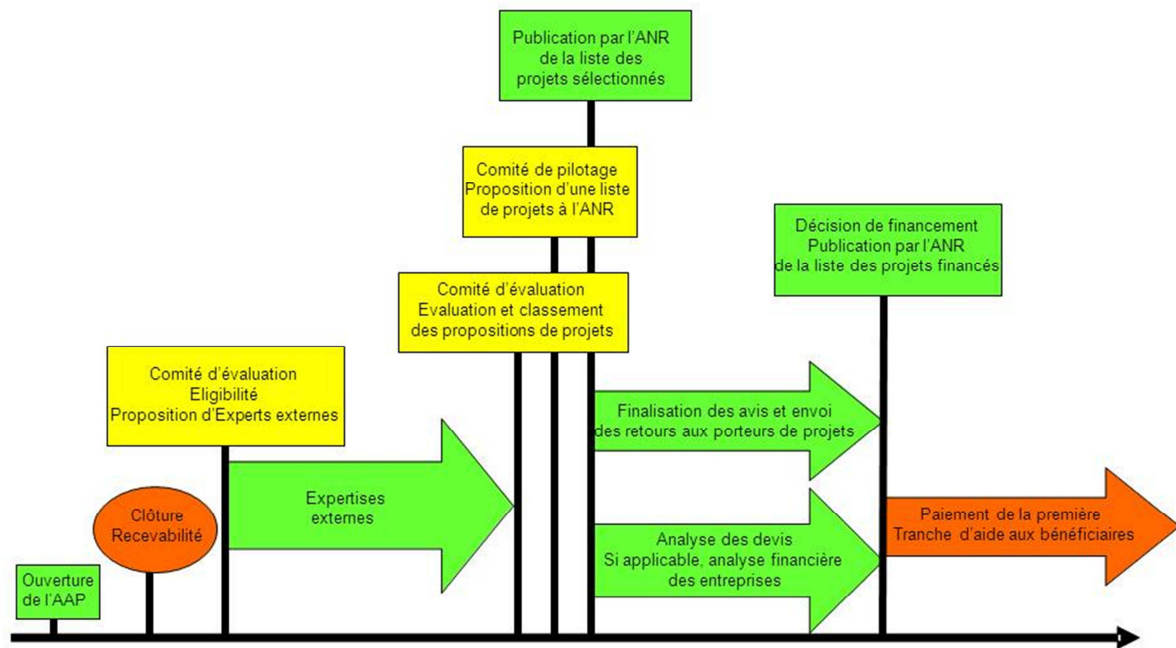 Publication par l'ANR
de la liste des
projets sélectionnés
Comité de pilotage
Proposition d'une liste
de projets à l'ANR
Décision de financement
Publication par l'ANR
de la liste des projets financés
Comité d'évaluation
Evaluation et classement
des propositions de projets
Comité d'évaluation
Eligibilité
Proposition d'Experts externes
Finalisation des avis et envoi
des retours aux porteurs de projets
Expertises
externes
Clôture
Recevabilité
Analyse des devis
Si applicable, analyse financière
des entreprises
Paiement de la première
Tranche d'aide aux bénéficiaires
Ouverture
de l'AAP